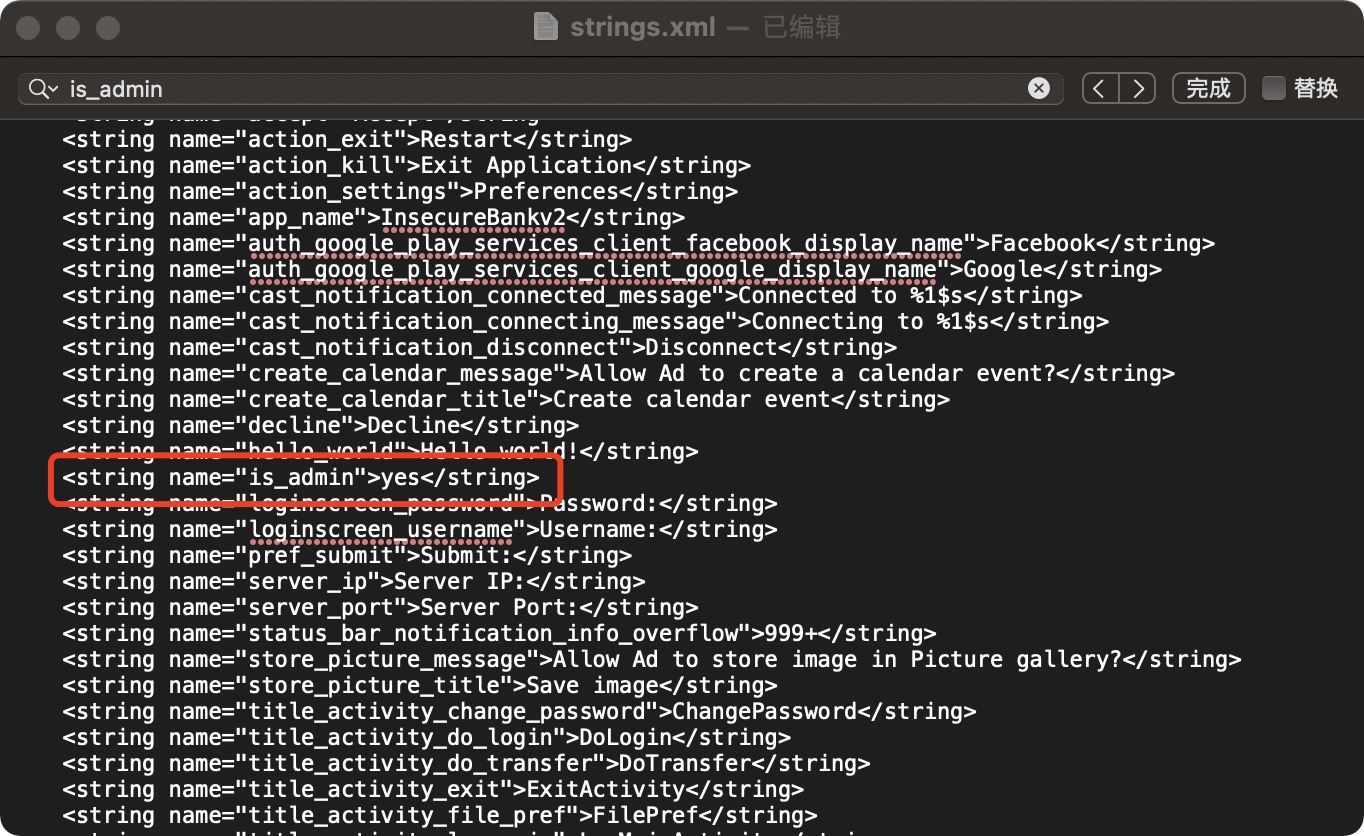 strings.xml — 已编辑
is_admin
完成
替换
<string name="action_exit">Restart</string>
<string name="action_kill">Exit Application</string>
<string name="action_settings">Preferences</string>
<string name="app_name">InsecureBankv2</string>
<string name="auth_google_play_services_client_facebook_display_name">Facebook</string>
<string name="auth_google_play_services_client_google_display_name">Google</string>
<string name="cast_notification_connected_message">Connected to %1$s</string>
<string name="cast_notification_connecting_message">Connecting to %1$s</string>
<string name="cast_notification_disconnect">Disconnect</string>
<string name="create_calendar_message">Allow Ad to create a calendar event?</string>
<string name="create_calendar_title">Create calendar event</string>
<string name="decline">Decline</string>
<string name="hello_world">Hello world!</string>
<string name="is_admin">yes</string>
<string name="loginscreen_password">Password:</string>
<string name="loginscreen_username">Username:</string>
<string name="pref_submit">Submit:</string>
<string name="server_ip">Server IP:</string>
<string name="server_port">Server Port:</string>
<string name="status_bar_notification_info_overflow">999+</string>
<string name="store_picture_message">Allow Ad to store image in Picture gallery?</string>
<string name="store_picture_title">Save image</string>
<string name="title_activity_change_password">ChangePassword</string>
<string name="title_activity_do_login">DoLogin</string>
<string name="title_activity_do_transfer">DoTransfer</string>
<string name="title_activity_exit">ExitActivity</string>
<string name="title_activity_file_pref">FilePref</string>